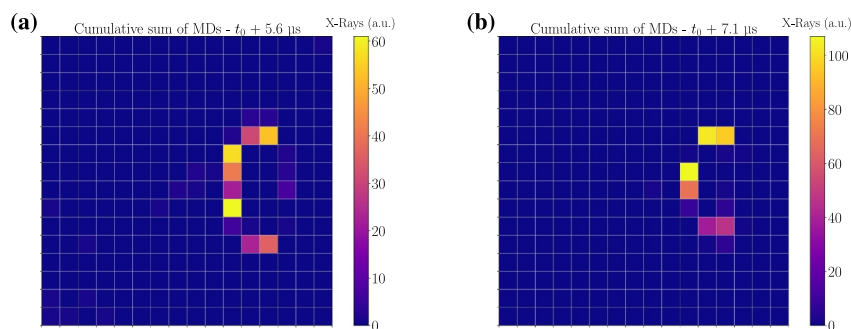 (a)
Cumulative sum of MDs - t₀ + 5.6 µs
X-Rays (a.u.)
60
50
40
30
20
10
0
(b)
Cumulative sum of MDs - t₀ + 7.1 µs
X-Rays (a.u.)
100
80
60
40
20
0